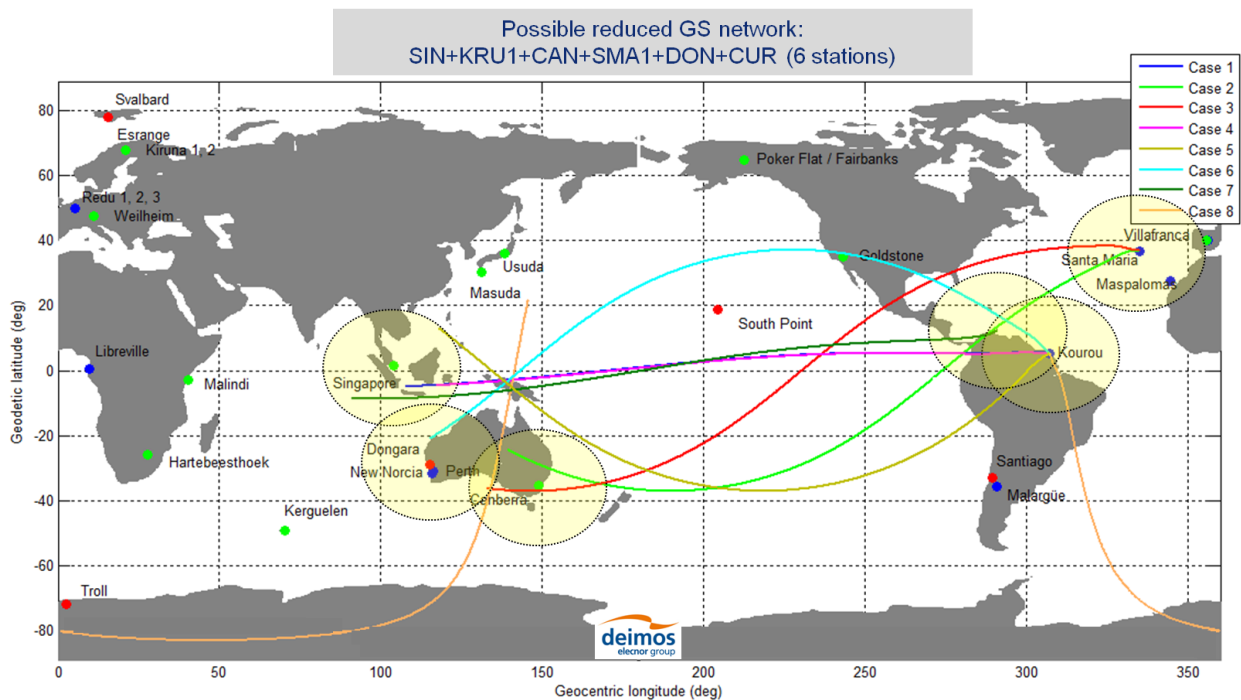 Possible reduced GS network:
SIN+KRU1+CAN+SMA1+DON+CUR (6 stations)
Case 1
Case 2
Case 3
Case 4
Case 5
Case 6
Case 7
Case 8
Svalbard
Esrange
Kiruna 1, 2
Poker Flat / Fairbanks
Redu 1, 2, 3
Weilheim
Villafranca
Usuda
Goldstone
Santa Maria
Masuda
Maspalomas
South Point
Libreville
Kourou
Malindi
Singapore
Hartebeesthoek
Dongara
New Norcia
Perth
Santiago
Canberra
Malargüe
Kerguelen
Troll
deimos
elecnor group
80
60
40
20
0
-20
-40
-60
-80
Geodetic latitude (deg)
0
50
100
150
200
250
300
350
Geocentric longitude (deg)